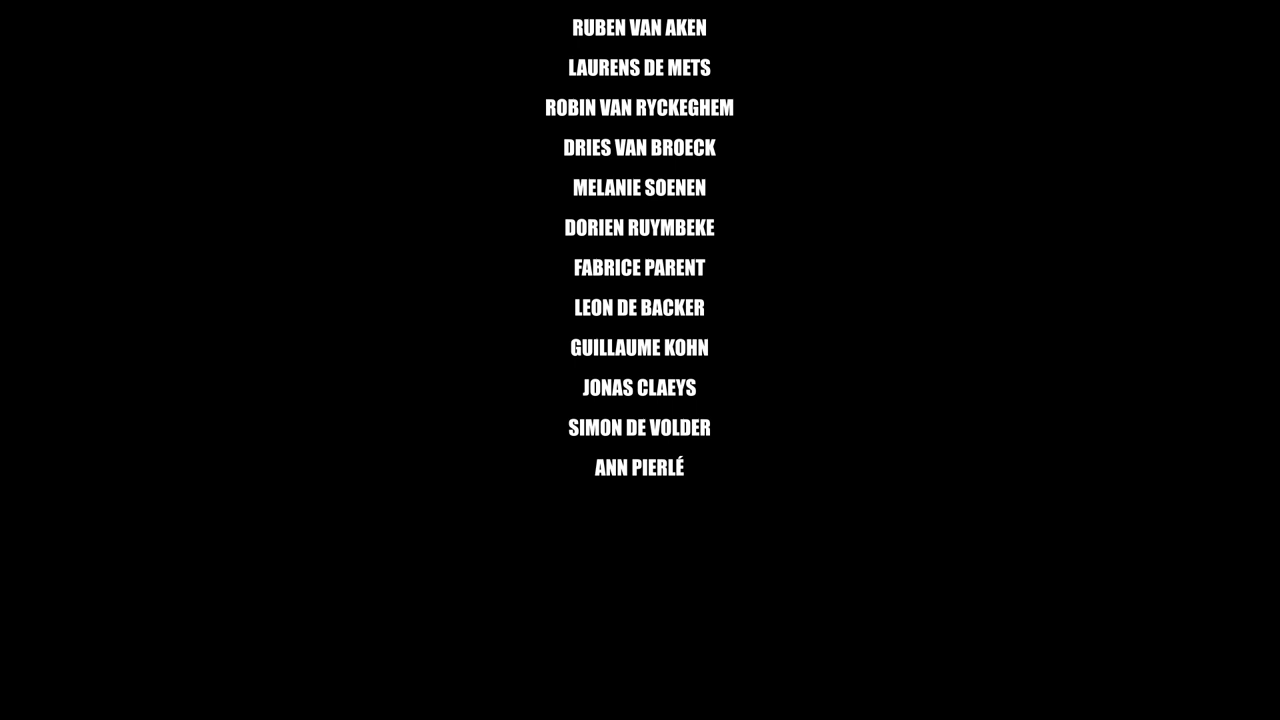 RUBEN VAN AKEN
LAURENS DE METS
ROBIN VAN RYCKEGHEM
DRIES VAN BROECK
MELANIE SOENEN
DORIEN RUYMBEKE
FABRICE PARENT
LEON DE BACKER
GUILLAUME KOHN
JONAS CLAEYS
SIMON DE VOLDER
ANN PIERLÉ